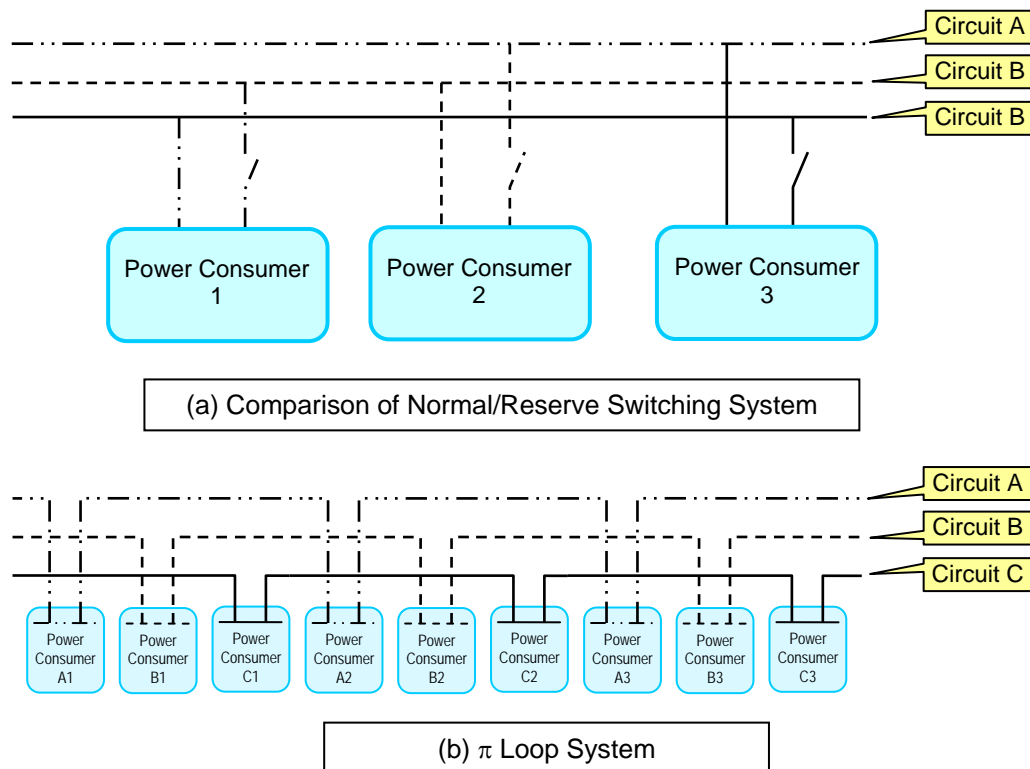 Circuit A
Circuit B
Circuit B
Power Consumer
1
Power Consumer
2
Power Consumer
3
(a) Comparison of Normal/Reserve Switching System
Circuit A
Circuit B
Circuit C
Power
Consumer
A1
Power
Consumer
B1
Power
Consumer
C1
Power
Consumer
A2
Power
Consumer
B2
Power
Consumer
C2
Power
Consumer
A3
Power
Consumer
B3
Power
Consumer
C3
(b) π Loop System